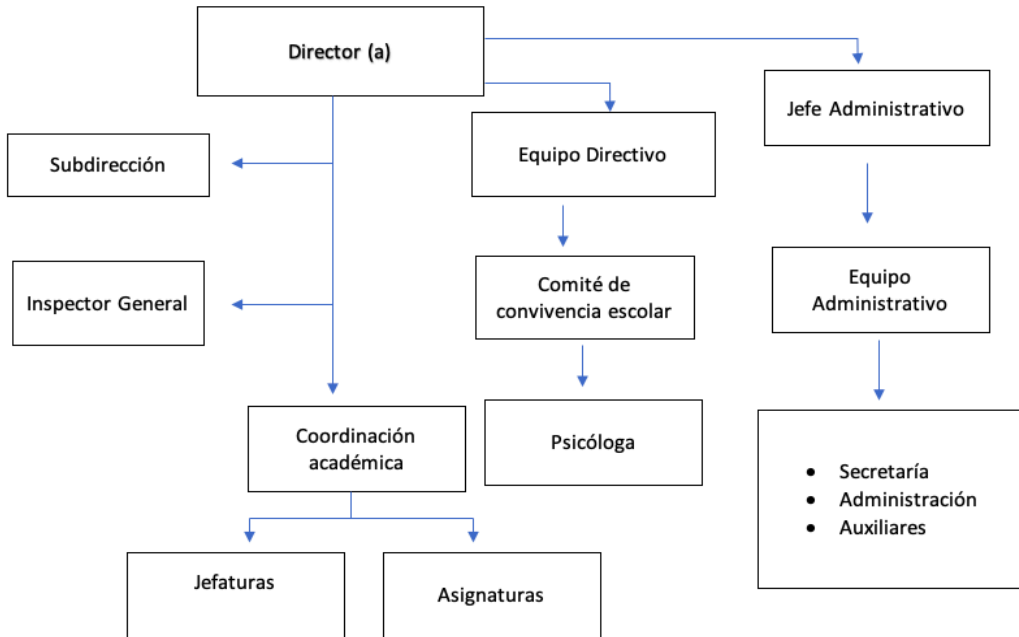 Director (a)
Jefe Administrativo
Subdirección
Equipo Directivo
Inspector General
Comité de
convivencia escolar
Equipo
Administrativo
Coordinación
académica
Psicóloga
• Secretaría
• Administración
• Auxiliares
Jefaturas
Asignaturas